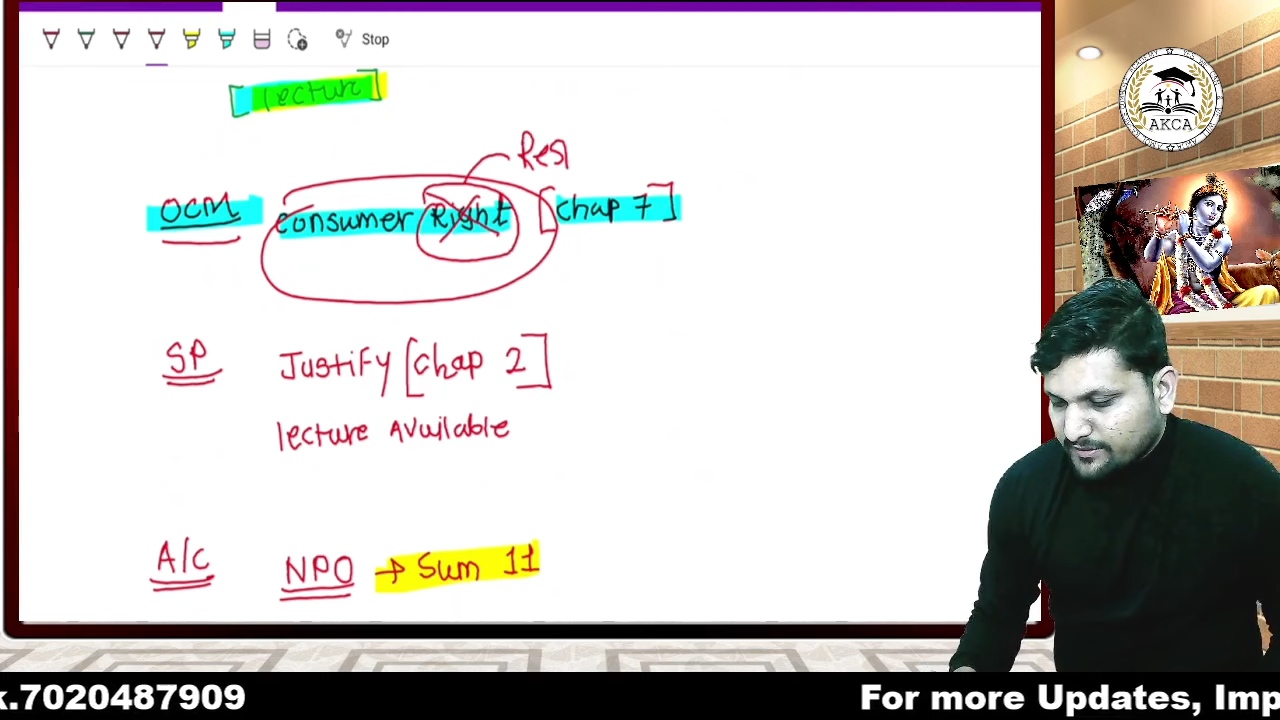 Stop
[lecture]
Res
OCM Consumer Right [chap 7]
SP Justify [chap 2]
lecture Available
A/C NPO → Sum 11
AKCA
k.7020487909 For more Updates, Imp